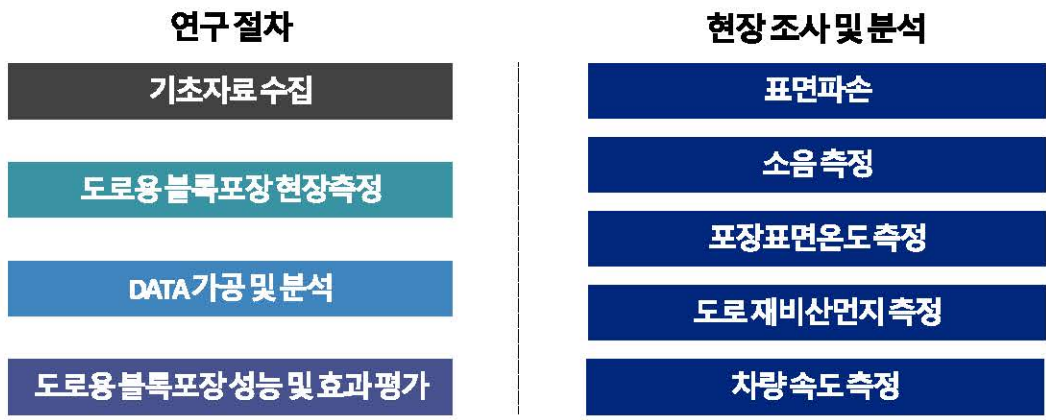 연구 절차
기초자료 수집
도로용 블록포장 현장측정
DATA 가공 및 분석
도로용 블록포장 성능 및 효과 평가
현장 조사 및 분석
표면파손
소음 측정
포장표면온도 측정
도로 재비산먼지 측정
차량 속도 측정